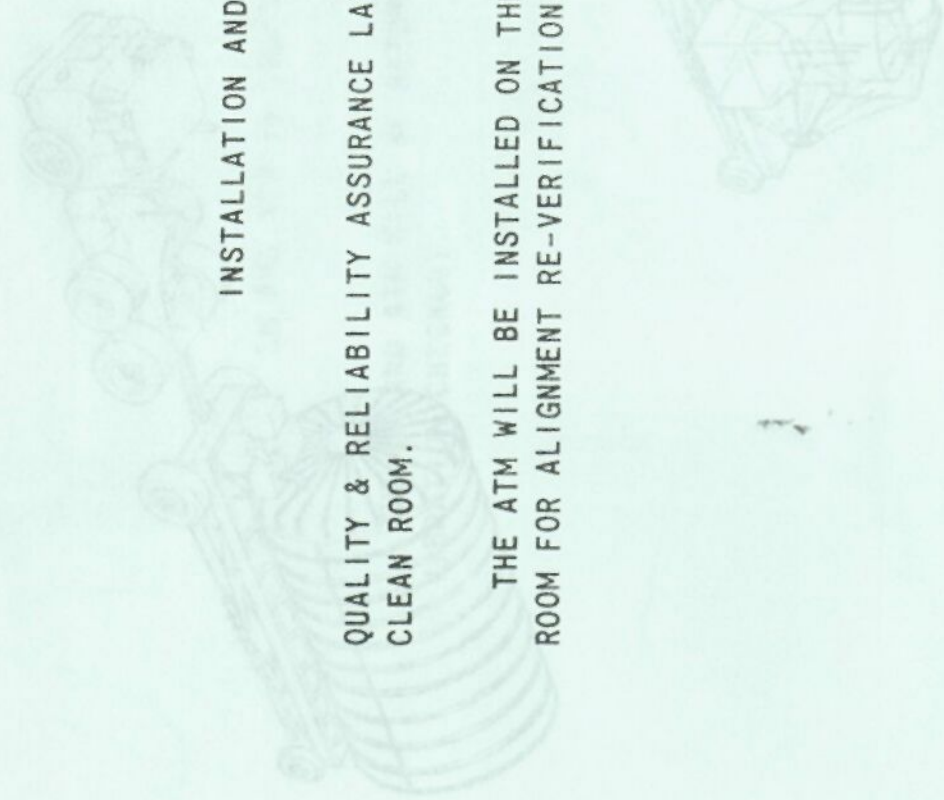 INSTALLATION AND
QUALITY & RELIABILITY ASSURANCE LA
CLEAN ROOM.
THE ATM WILL BE INSTALLED ON TH
ROOM FOR ALIGNMENT RE-VERIFICATION